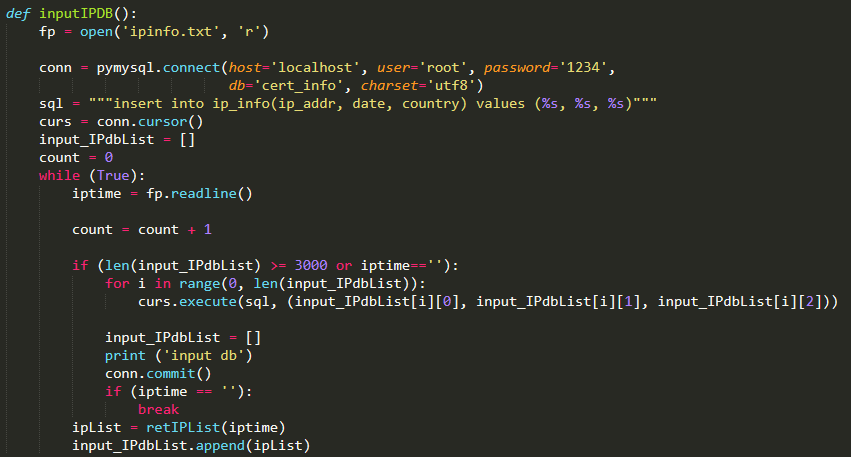 def inputIPDB():
    fp = open('ipinfo.txt', 'r')

    conn = pymysql.connect(host='localhost', user='root', password='1234',
                           db='cert_info', charset='utf8')
    sql = """insert into ip_info(ip_addr, date, country) values (%s, %s, %s)"""
    curs = conn.cursor()
    input_IPdbList = []
    count = 0
    while (True):
        iptime = fp.readline()

        count = count + 1

        if (len(input_IPdbList) >= 3000 or iptime==''):
            for i in range(0, len(input_IPdbList)):
                curs.execute(sql, (input_IPdbList[i][0], input_IPdbList[i][1], input_IPdbList[i][2]))

            input_IPdbList = []
            print ('input db')
            conn.commit()
            if (iptime == ''):
                break
        ipList = retIPList(iptime)
        input_IPdbList.append(ipList)